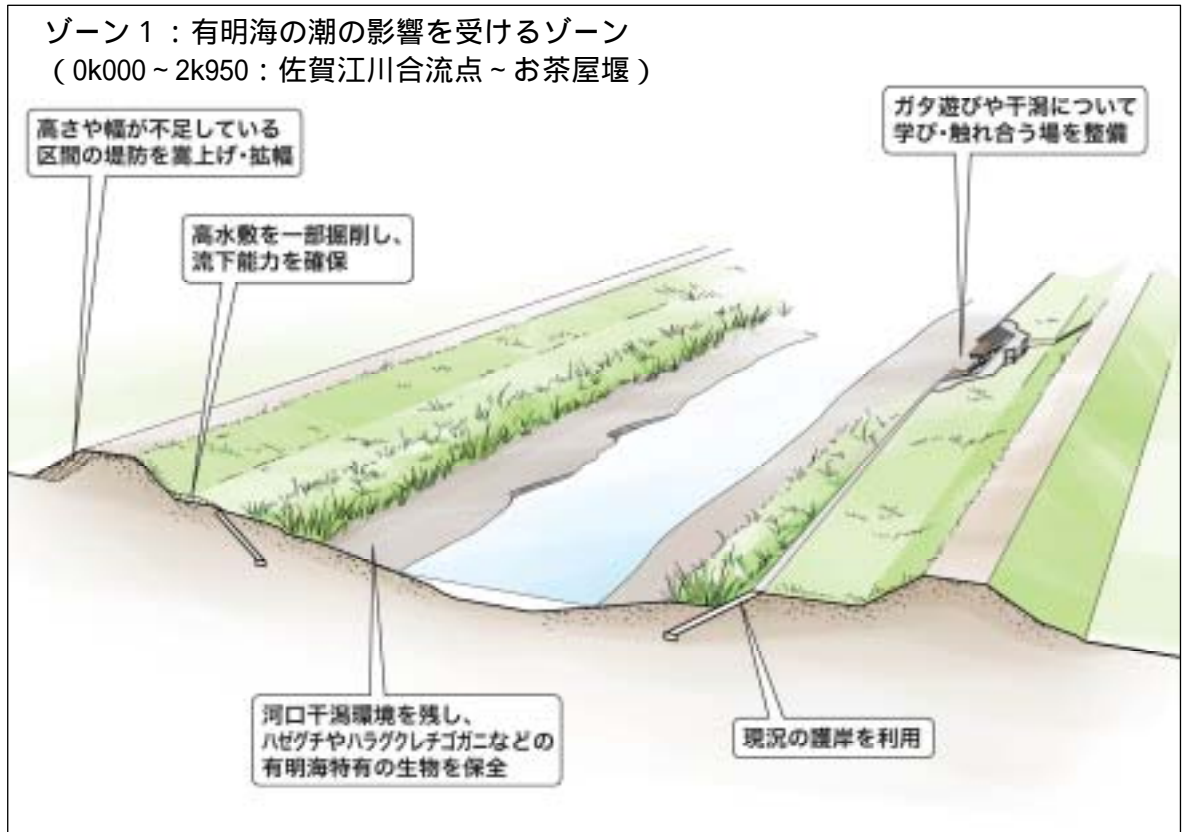 ゾーン1：有明海の潮の影響を受けるゾーン
（0k000～2k950：佐賀江川合流点～お茶屋堰）
高さや幅が不足している
区間の堤防を嵩上げ・拡幅
ガタ遊びや干潟について
学び・触れ合う場を整備
高水敷を一部掘削し、
流下能力を確保
河口干潟環境を残し、
ハゼグチやハラグクレチゴガニなどの
有明海特有の生物を保全
現況の護岸を利用